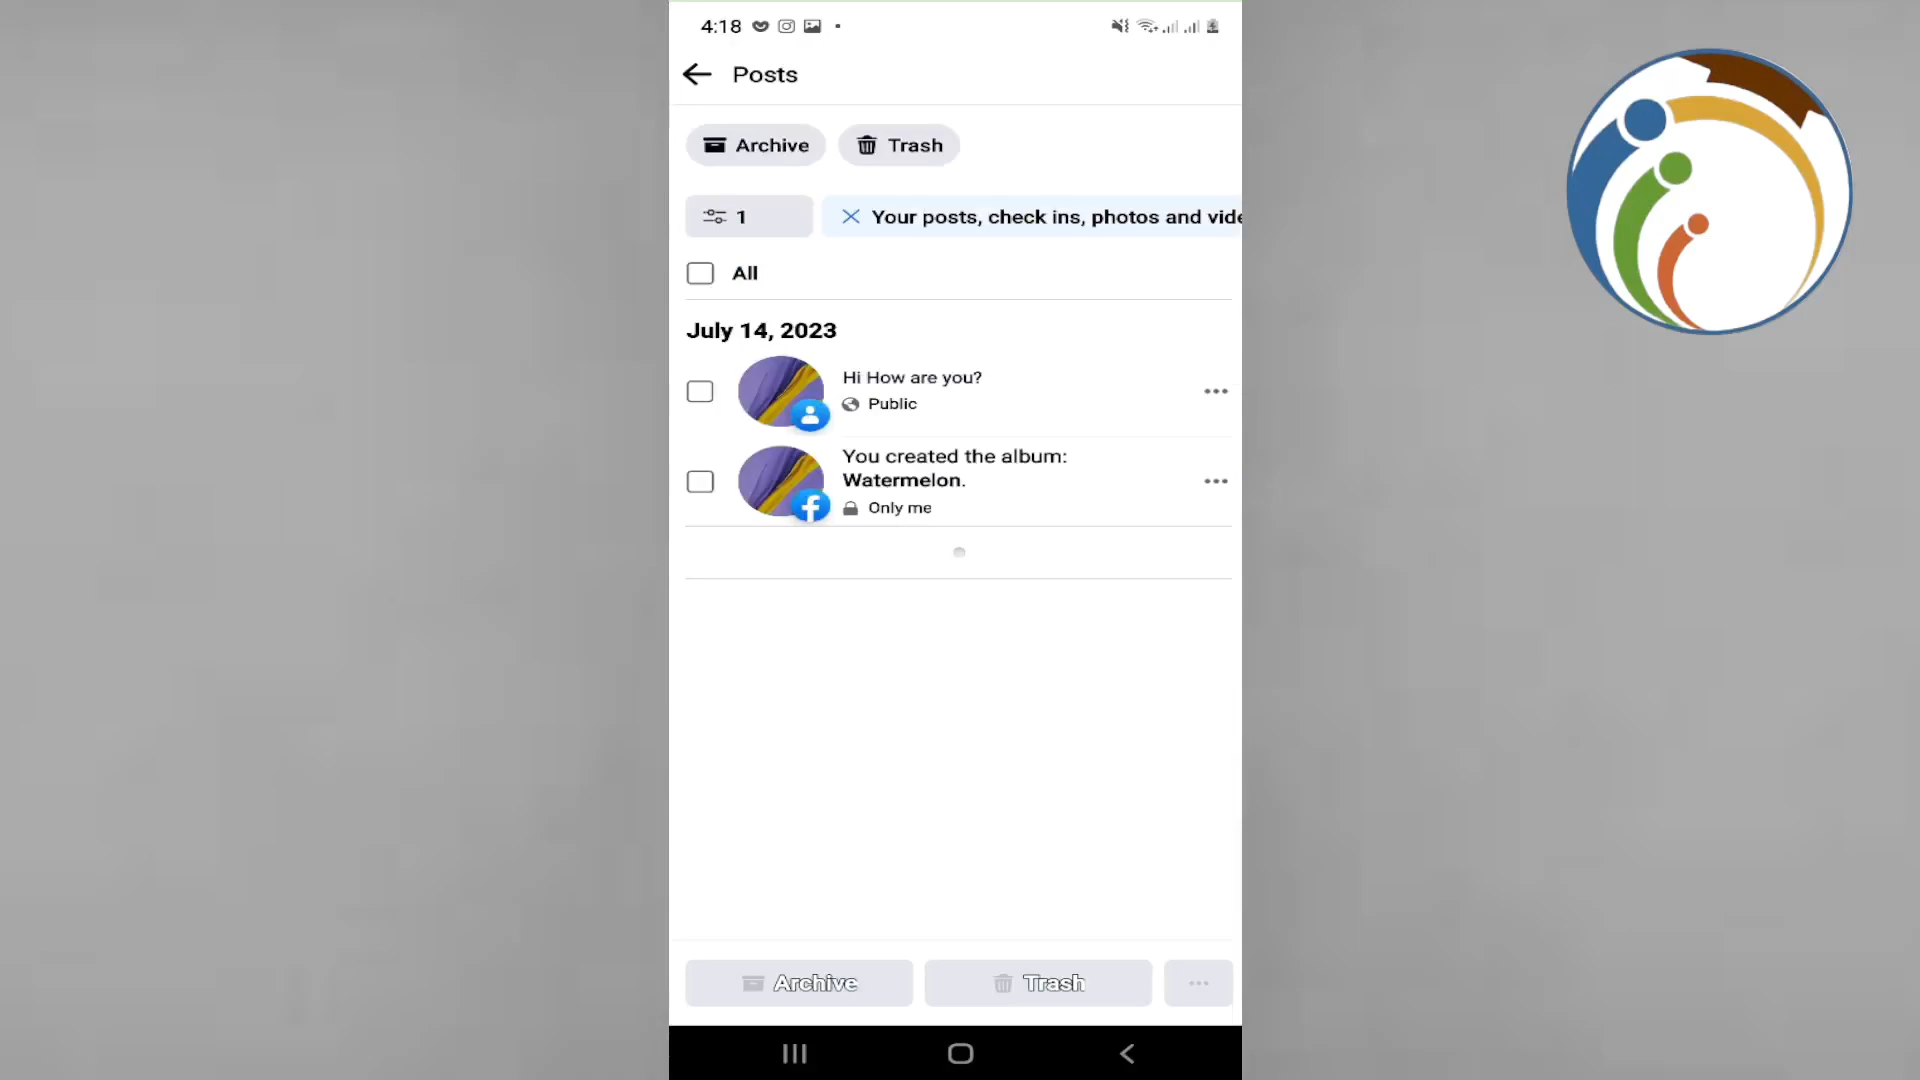 4:18
Posts
Archive
Trash
1
Your posts, check ins, photos and vide
All
July 14, 2023
Hi How are you?
Public
You created the album:
Watermelon.
Only me
Archive
Trash